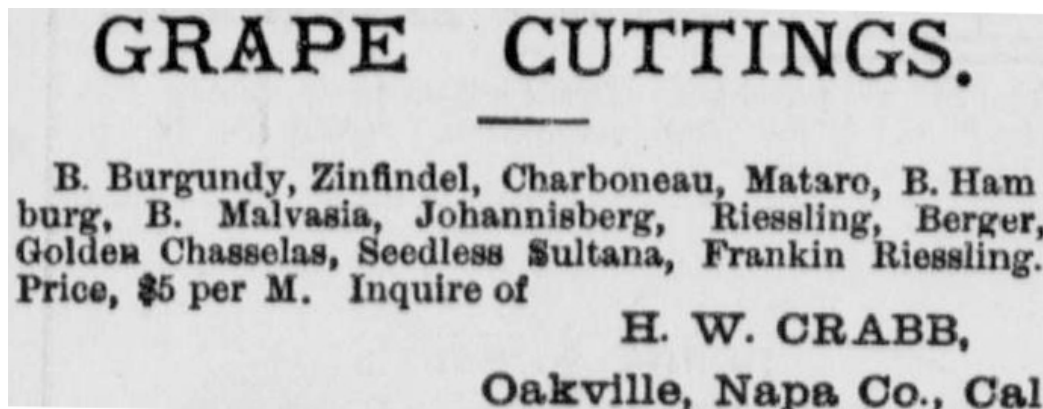 GRAPE CUTTINGS.
B. Burgundy, Zinfindel, Charboneau, Mataro, B. Ham
burg, B. Malvasia, Johannisberg, Riessling, Berger,
Golden Chasselas, Seedless Sultana, Frankin Riessling.
Price, $5 per M. Inquire of
H. W. CRABB,
Oakville, Napa Co., Cal